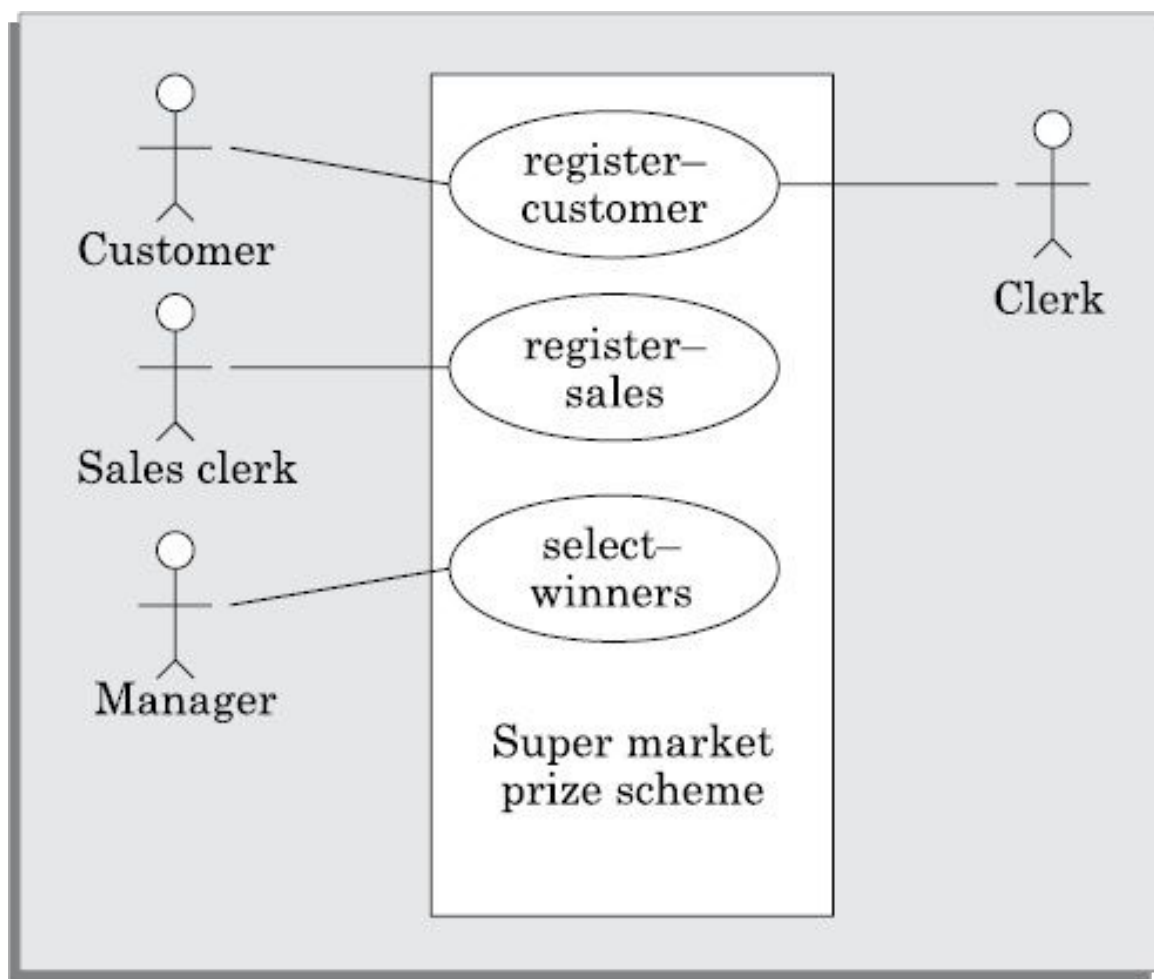 Customer
Sales clerk
Manager
register–
customer
register–
sales
select–
winners
Super market
prize scheme
Clerk